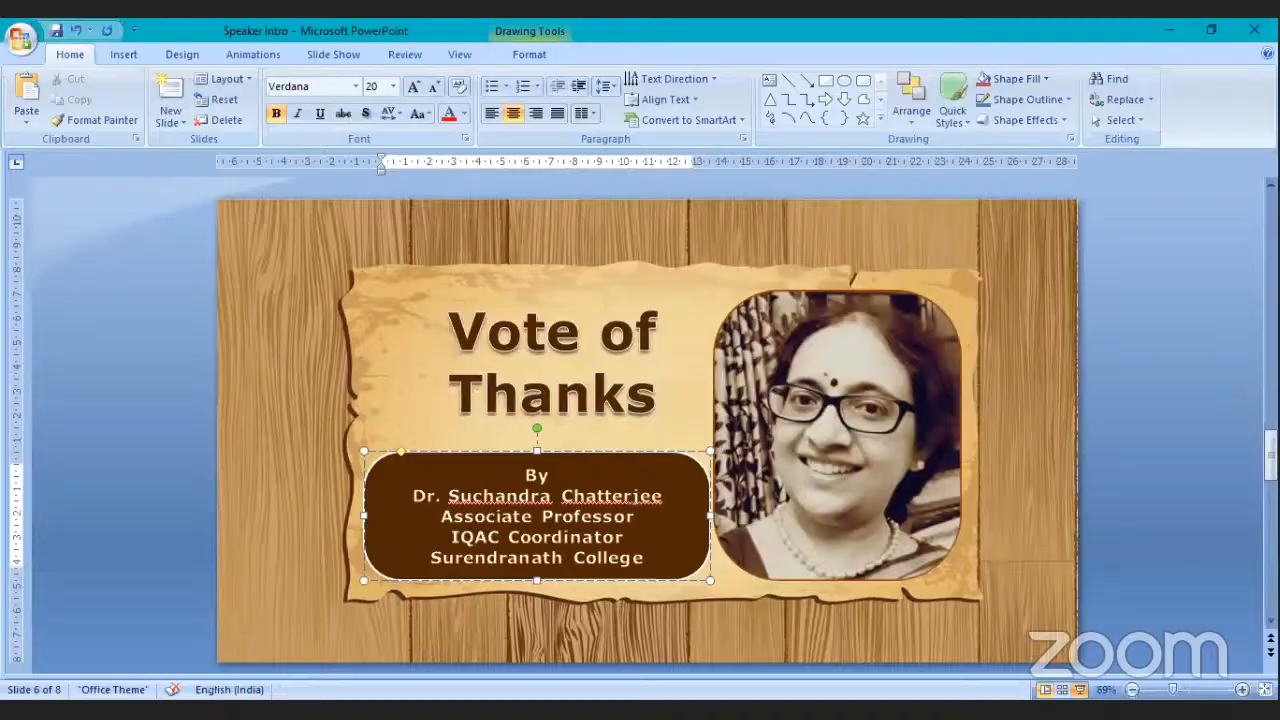 Speaker Intro - Microsoft PowerPoint
Drawing Tools
Home Insert Design Animations Slide Show Review View Format
Paste
Cut
Copy
Format Painter
Clipboard
New Slide
Layout
Reset
Delete
Slides
Verdana 20
B I U abe S AV Aa A
Font
Text Direction
Align Text
Convert to SmartArt
Paragraph
Arrange
Quick Styles
Shape Fill
Shape Outline
Shape Effects
Drawing
Find
Replace
Select
Editing
Vote of
Thanks
By
Dr. Suchandra Chatterjee
Associate Professor
IQAC Coordinator
Surendranath College
zoom
Slide 6 of 8 "Office Theme" English (India) 69%